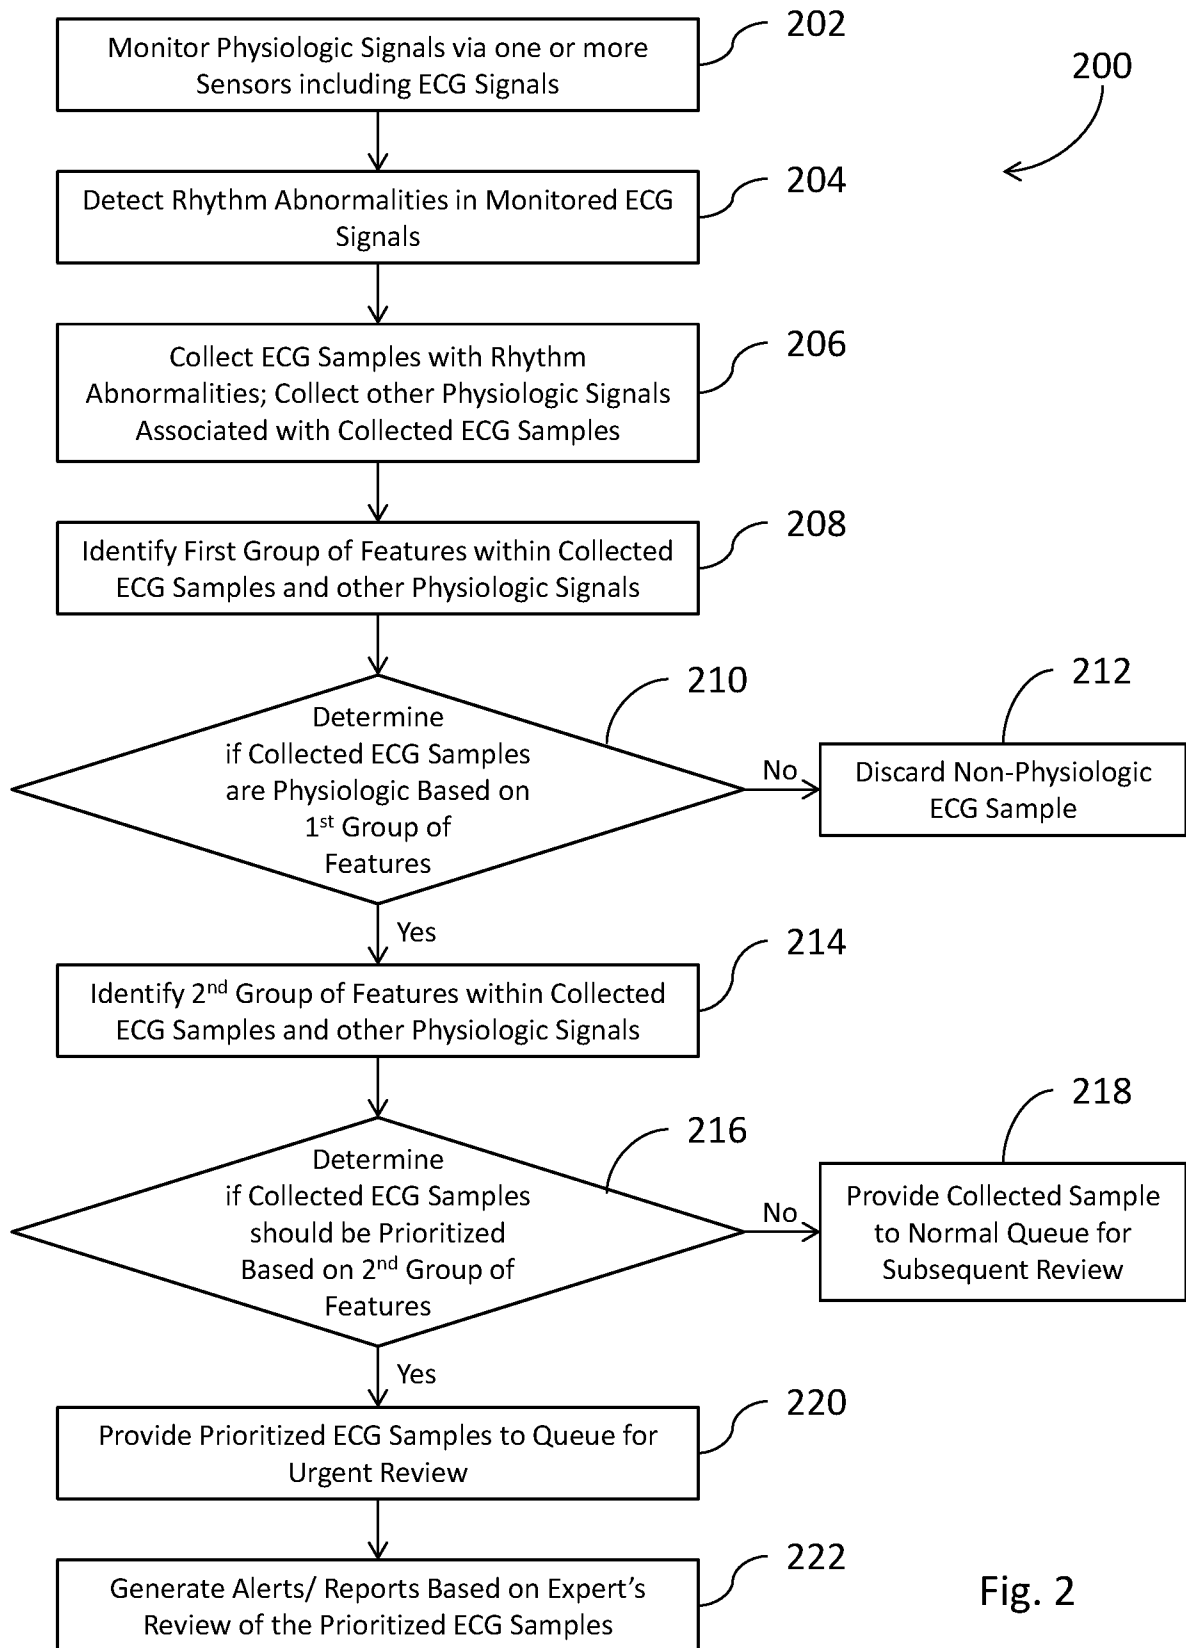 202
Monitor Physiologic Signals via one or more
Sensors including ECG Signals
200
204
Detect Rhythm Abnormalities in Monitored ECG
Signals
206
Collect ECG Samples with Rhythm
Abnormalities; Collect other Physiologic Signals
Associated with Collected ECG Samples
208
Identify First Group of Features within Collected
ECG Samples and other Physiologic Signals
210
Determine
if Collected ECG Samples
are Physiologic Based on
1st Group of
Features
No
212
Discard Non-Physiologic
ECG Sample
Yes
214
Identify 2nd Group of Features within Collected
ECG Samples and other Physiologic Signals
216
Determine
if Collected ECG Samples
should be Prioritized
Based on 2nd Group of
Features
No
218
Provide Collected Sample
to Normal Queue for
Subsequent Review
Yes
220
Provide Prioritized ECG Samples to Queue for
Urgent Review
222
Generate Alerts/ Reports Based on Expert’s
Review of the Prioritized ECG Samples
Fig. 2